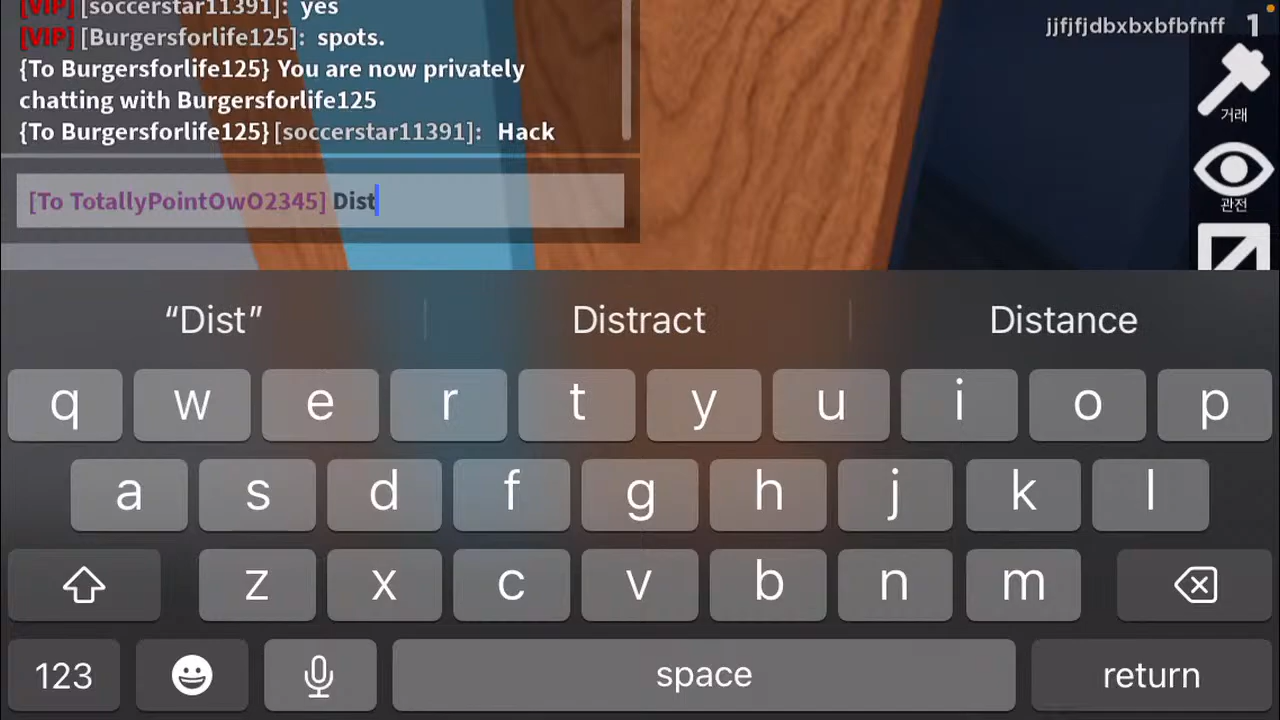 [VIP] [soccerstar11391]: yes
[VIP] [Burgersforlife125]: spots.
{To Burgersforlife125} You are now privately
chatting with Burgersforlife125
{To Burgersforlife125} [soccerstar11391]: Hack
[To TotallyPointOwO2345] Dist
jjfjfjdbxbxbfbfnff 1
거래
관전
“Dist” Distract Distance
q w e r t y u i o p
a s d f g h j k l
z x c v b n m
123 space return